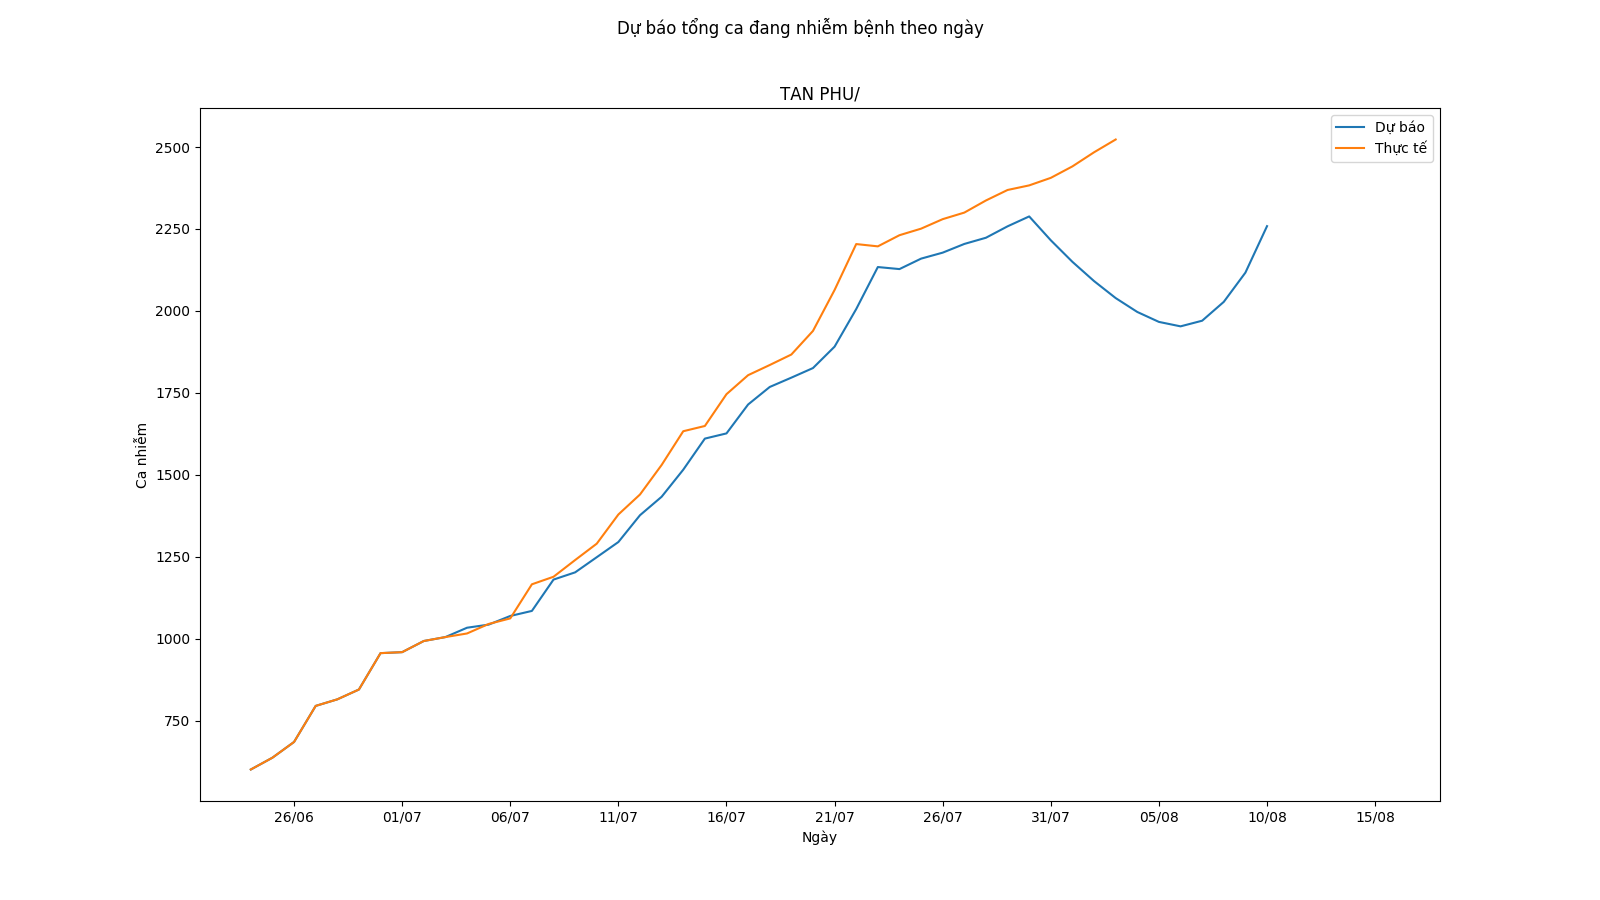 Dự báo tổng ca đang nhiễm bệnh theo ngày
TAN PHU/
Dự báo
Thực tế
2500
2250
2000
1750
1500
1250
1000
750
Ca nhiễm
26/06 01/07 06/07 11/07 16/07 21/07 26/07 31/07 05/08 10/08 15/08
Ngày